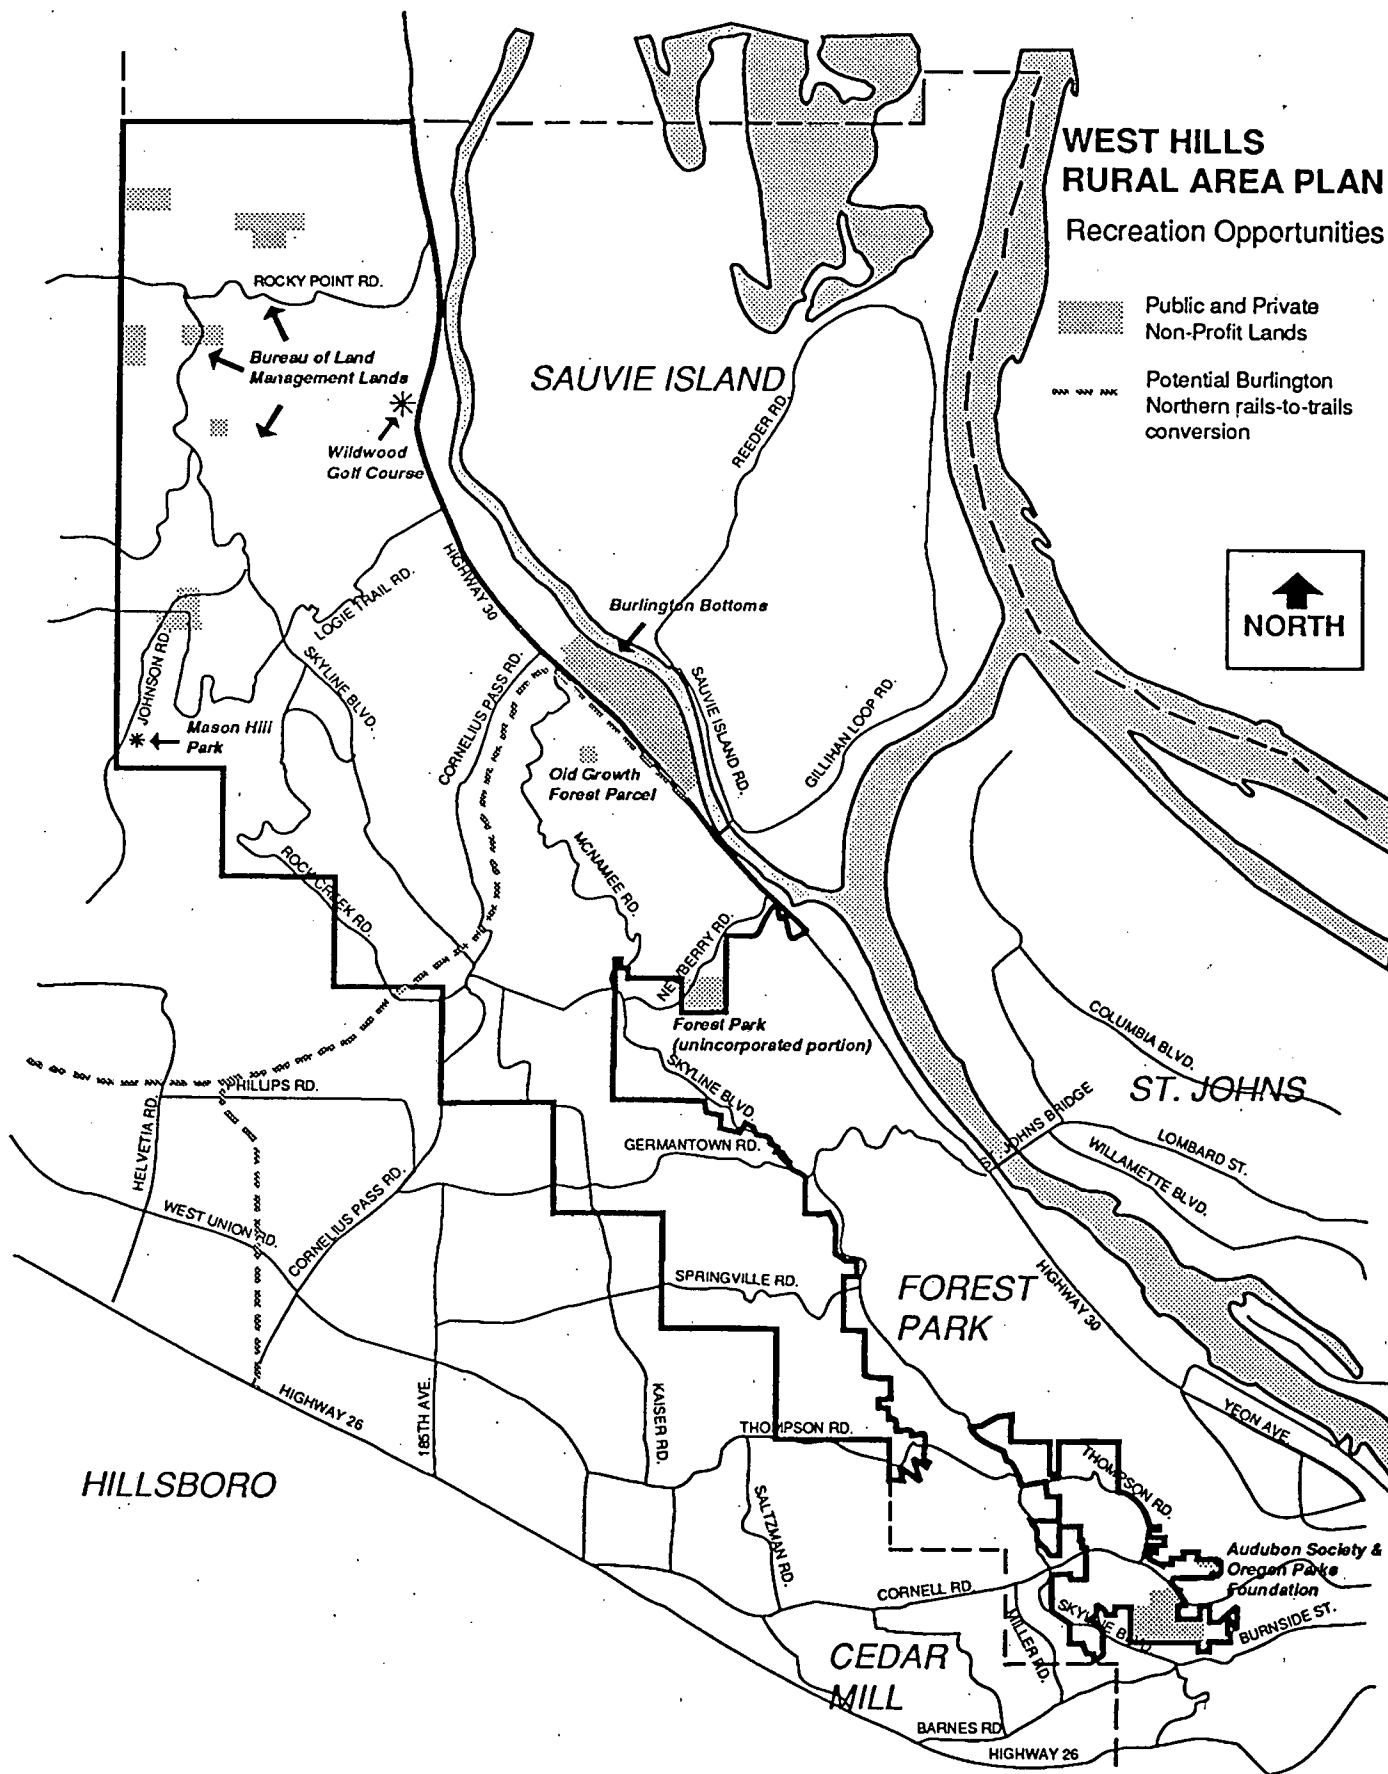 WEST HILLS
RURAL AREA PLAN
Recreation Opportunities
Public and Private
Non-Profit Lands
Potential Burlington
Northern rails-to-trails
conversion
NORTH
ROCKY POINT RD.
Bureau of Land
Management Lands
Wildwood
Golf Course
SAUVIE ISLAND
REEDER RD.
HIGHWAY 30
LOGIE TRAIL RD.
Burlington Bottoms
JOHNSON RD.
SKYLINE BLVD.
CORNELIUS PASS RD.
SAUVIE ISLAND RD.
GILLIHAN LOOP RD.
Mason Hill
Park
Old Growth
Forest Parcel
MCNAMEE RD.
ROCK CREEK RD.
NEWBERRY RD.
Forest Park
(unincorporated portion)
SKYLINE BLVD.
COLUMBIA BLVD.
ST. JOHNS
PHILLIPS RD.
HELVETIA RD.
GERMANTOWN RD.
ST. JOHNS BRIDGE
LOMBARD ST.
WILLAMETTE BLVD.
WEST UNION RD.
CORNELIUS PASS RD.
SPRINGVILLE RD.
FOREST
PARK
HIGHWAY 30
HIGHWAY 26
185TH AVE.
KAISER RD.
THOMPSON RD.
YEON AVE.
HILLSBORO
SALTZMAN RD.
THOMPSON RD.
Audubon Society &
Oregon Parks
Foundation
CORNELL RD.
MILLER RD.
SKYLINE BLVD.
BURNSIDE ST.
CEDAR
MILL
BARNES RD.
HIGHWAY 26